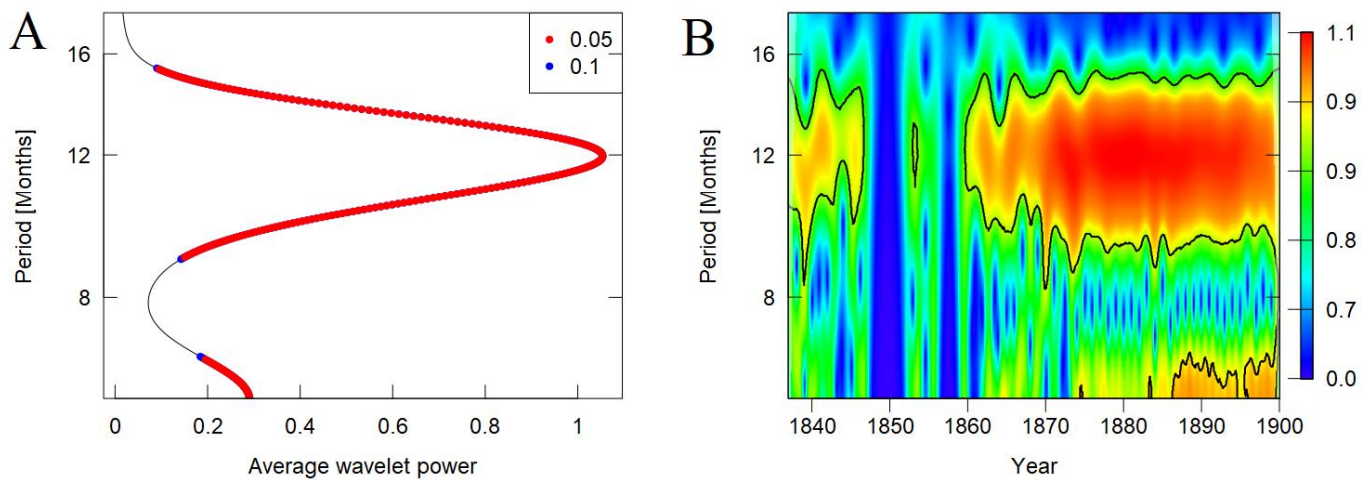 A
0.05
0.1
16
12
8
Period [Months]
0 0.2 0.4 0.6 0.8 1
Average wavelet power
B
16
12
8
Period [Months]
1840 1850 1860 1870 1880 1890 1900
Year
1.1
0.9
0.9
0.8
0.7
0.0